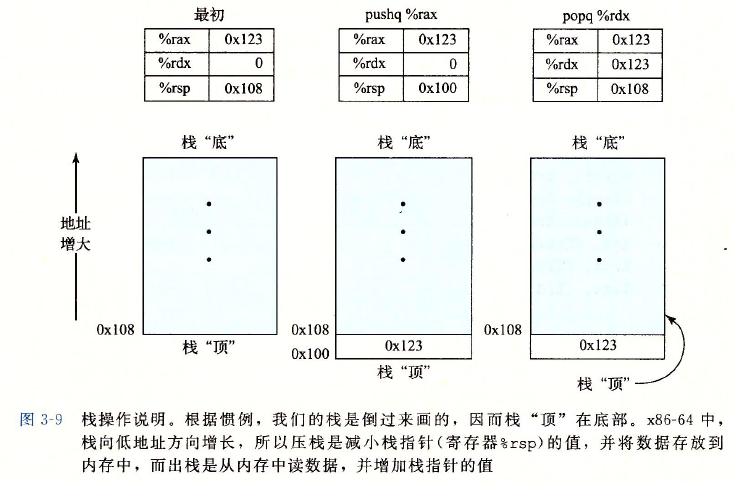 最初
%rax 0x123
%rdx 0
%rsp 0x108
pushq %rax
%rax 0x123
%rdx 0
%rsp 0x100
popq %rdx
%rax 0x123
%rdx 0x123
%rsp 0x108
地址
增大
栈“底”
0x108
栈“顶”
栈“底”
0x108
0x100
0x123
栈“顶”
栈“底”
0x108
0x123
栈“顶”
图 3-9 栈操作说明。根据惯例，我们的栈是倒过来画的，因而栈“顶”在底部。x86-64 中，
栈向低地址方向增长，所以压栈是减小栈指针(寄存器%rsp)的值，并将数据存放到
内存中，而出栈是从内存中读数据，并增加栈指针的值